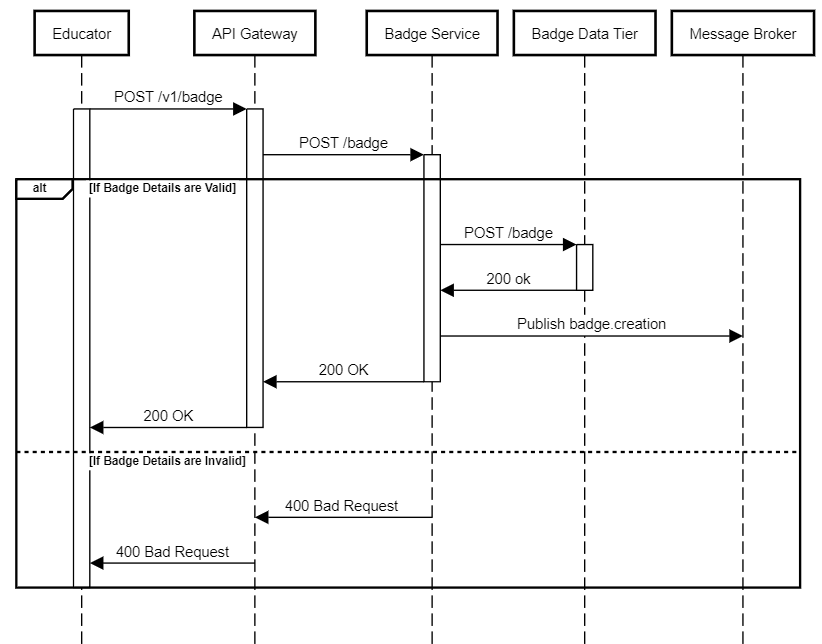 Educator
API Gateway
Badge Service
Badge Data Tier
Message Broker
POST /v1/badge
POST /badge
alt
[If Badge Details are Valid]
POST /badge
200 ok
Publish badge.creation
200 OK
200 OK
[If Badge Details are Invalid]
400 Bad Request
400 Bad Request